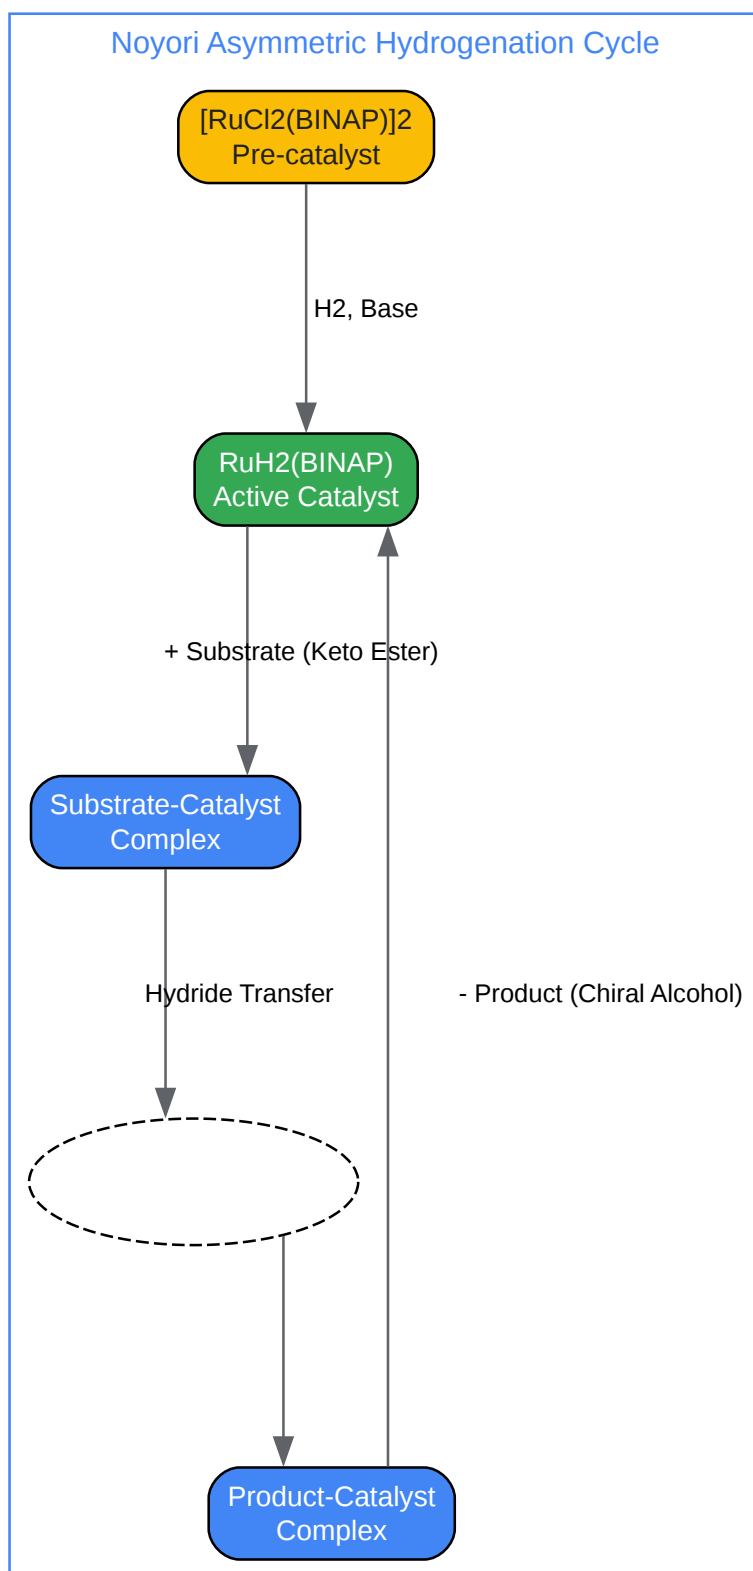 Noyori Asymmetric Hydrogenation Cycle
[RuCl2(BINAP)]2
Pre-catalyst
H2, Base
RuH2(BINAP)
Active Catalyst
+ Substrate (Keto Ester)
Substrate-Catalyst
Complex
Hydride Transfer
- Product (Chiral Alcohol)
Product-Catalyst
Complex